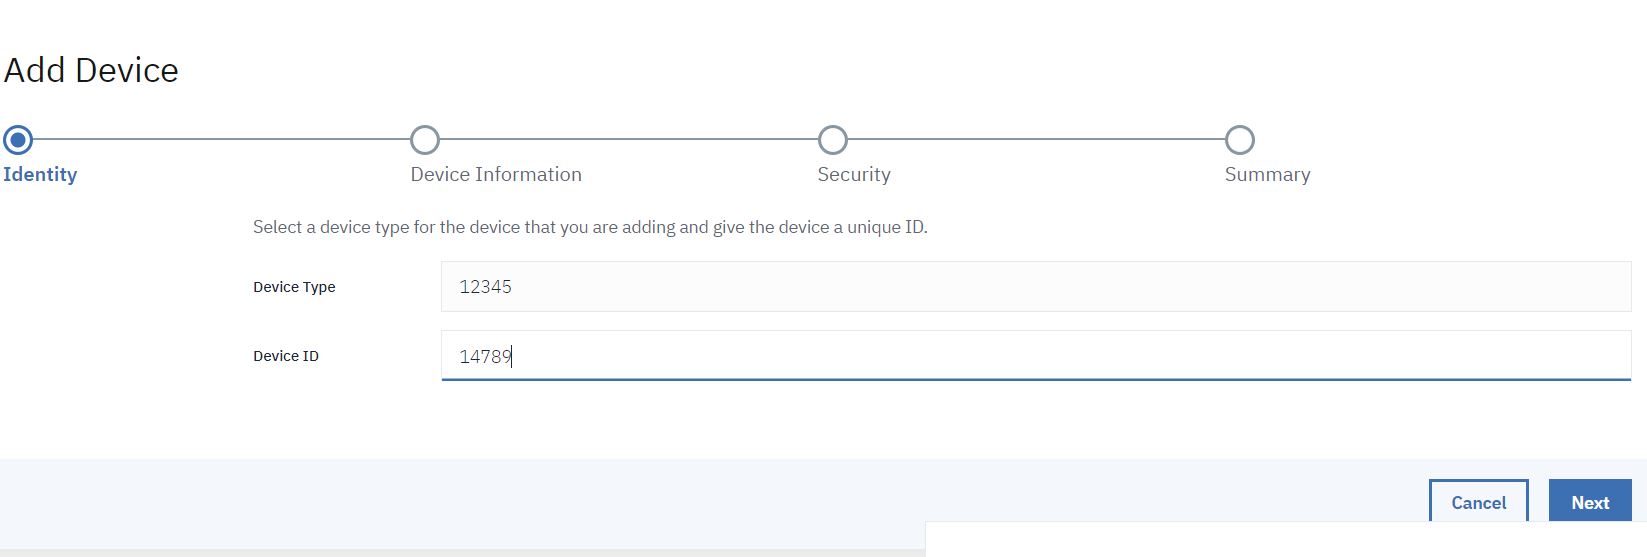 Add Device
Identity Device Information Security Summary
Select a device type for the device that you are adding and give the device a unique ID.
Device Type 12345
Device ID 14789
Cancel Next